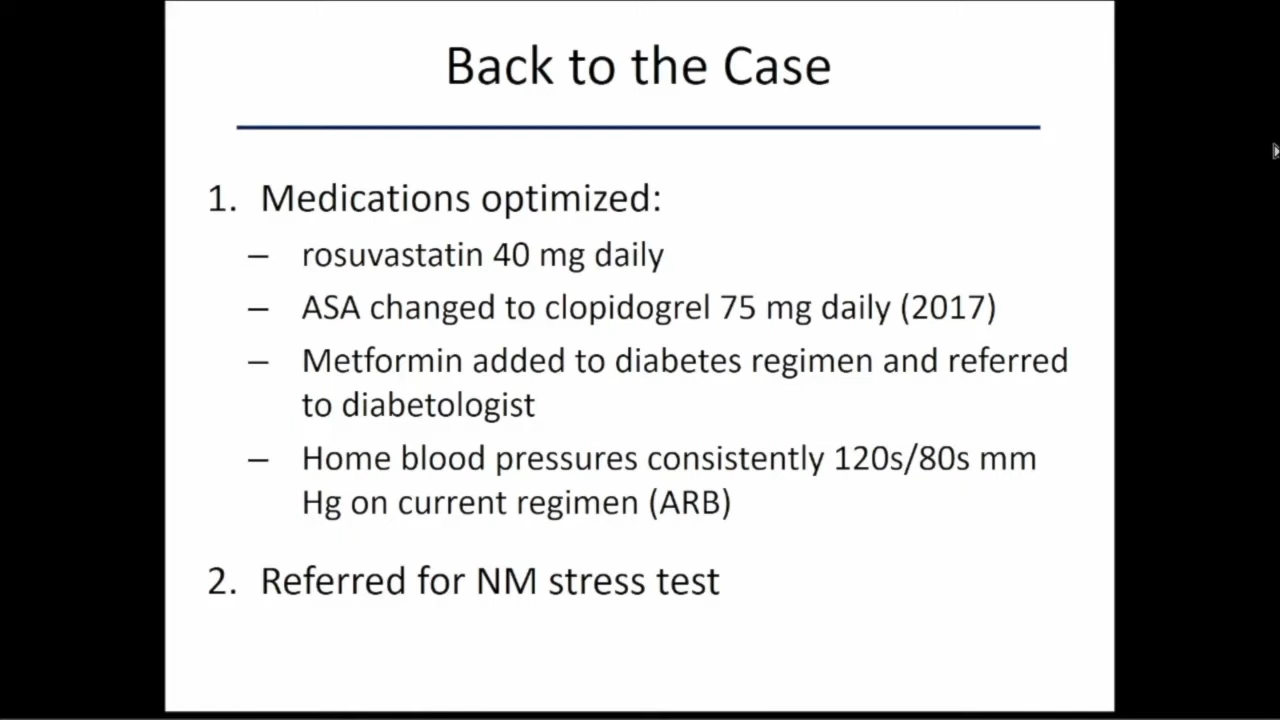 Back to the Case
1. Medications optimized:
– rosuvastatin 40 mg daily
– ASA changed to clopidogrel 75 mg daily (2017)
– Metformin added to diabetes regimen and referred
to diabetologist
– Home blood pressures consistently 120s/80s mm
Hg on current regimen (ARB)
2. Referred for NM stress test